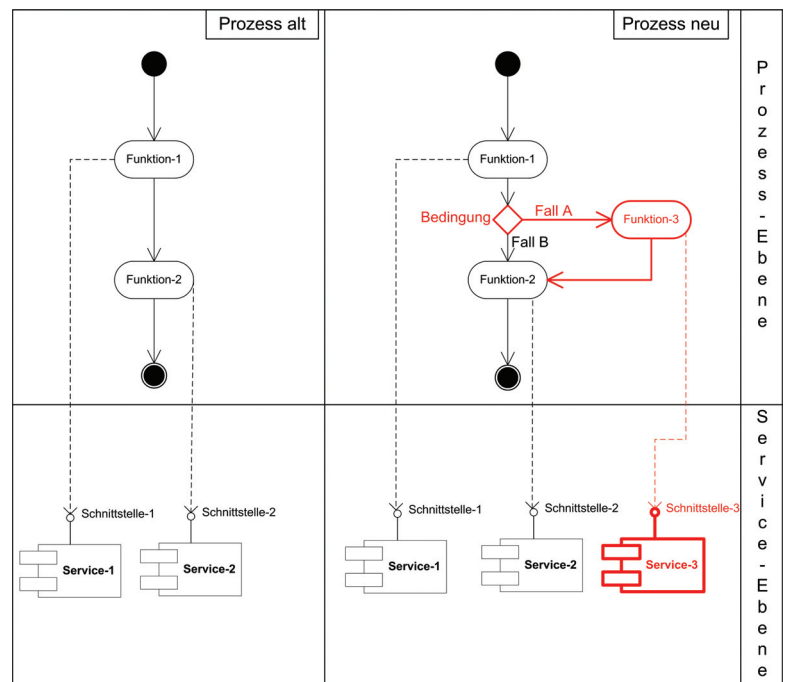 Prozess alt
Prozess neu
Prozess-Ebene
Funktion-1
Funktion-1
Bedingung
Fall A
Funktion-3
Fall B
Funktion-2
Funktion-2
Service-Ebene
Schnittstelle-1
Schnittstelle-2
Schnittstelle-1
Schnittstelle-2
Schnittstelle-3
Service-1
Service-2
Service-1
Service-2
Service-3